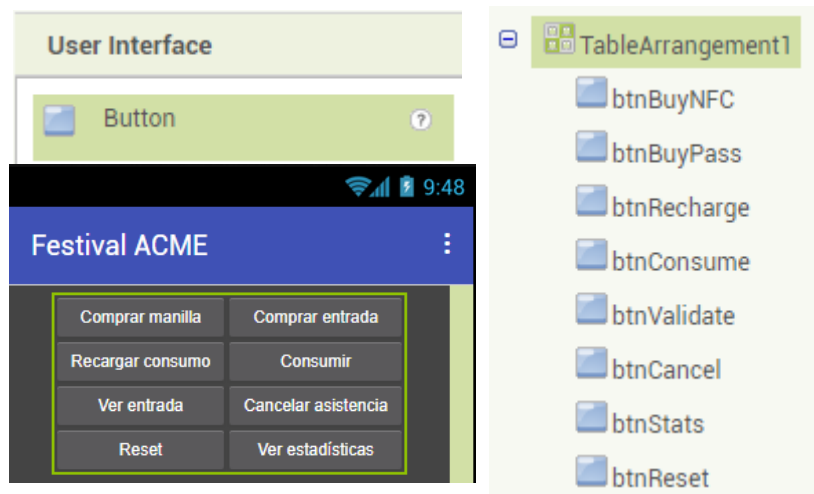 User Interface
Button
?
9:48
Festival ACME
Comprar manilla
Comprar entrada
Recargar consumo
Consumir
Ver entrada
Cancelar asistencia
Reset
Ver estadísticas
TableArrangement1
btnBuyNFC
btnBuyPass
btnRecharge
btnConsume
btnValidate
btnCancel
btnStats
btnReset